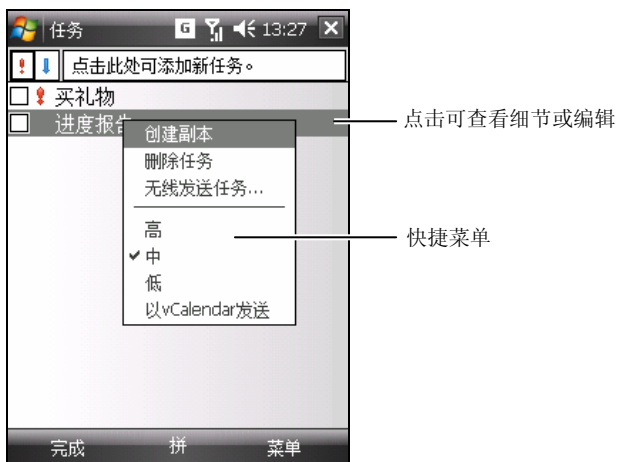 任务 G 13:27
点击此处可添加新任务。
买礼物
进度报告
点击可查看细节或编辑
创建副本
删除任务
无线发送任务...
高
快捷菜单
中
低
以vCalendar发送
完成 拼 菜单